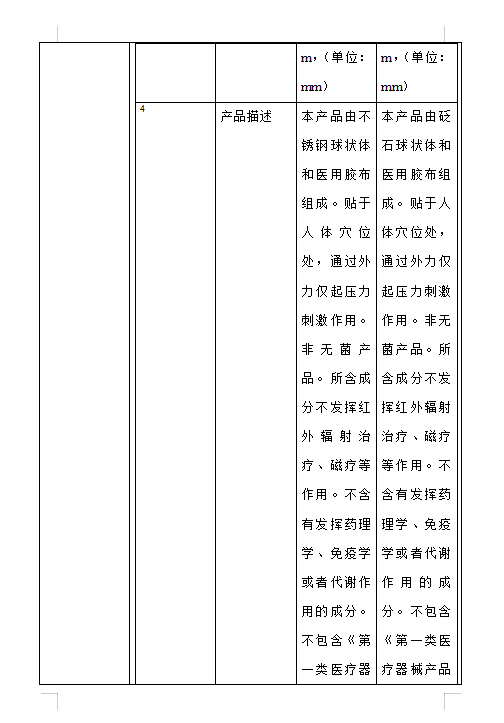 m，（单位：
mm）
m，（单位：
mm）
4
产品描述
本产品由不
锈钢球状体
和医用胶布
组成。贴于
人体穴位
处，通过外
力仅起压力
刺激作用。
非无菌产
品。所含成
分不发挥红
外辐射治
疗、磁疗等
作用。不含
有发挥药理
学、免疫学
或者代谢作
用的成分。
不包含《第
一类医疗器
本产品由砭
石球状体和
医用胶布组
成。贴于人
体穴位处，
通过外力仅
起压力刺激
作用。非无
菌产品。所
含成分不发
挥红外辐射
治疗、磁疗
等作用。不
含有发挥药
理学、免疫
学或者代谢
作用的成
分。不包含
《第一类医
疗器械产品